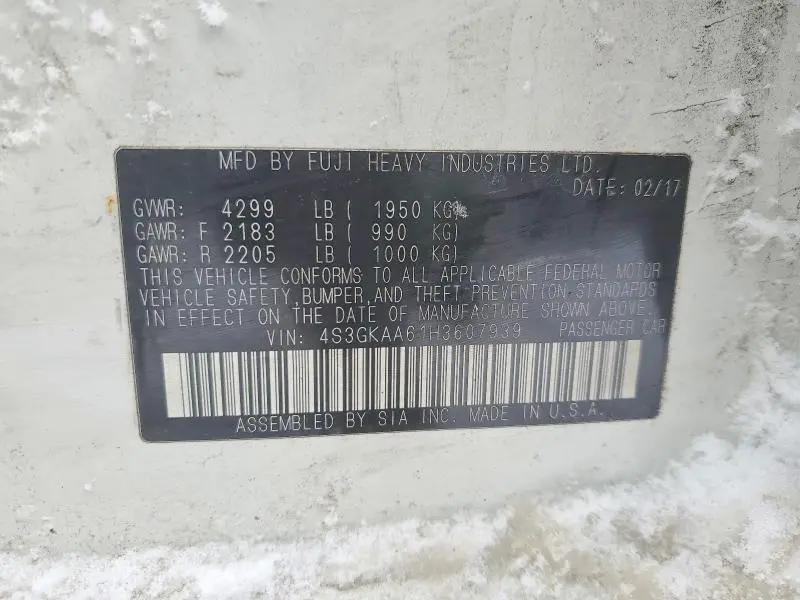 MFD BY FUJI HEAVY INDUSTRIES LTD.
DATE: 02/17
GVWR: 4299 LB ( 1950 KG)
GAWR: F 2183 LB ( 990 KG)
GAWR: R 2205 LB ( 1000 KG)
THIS VEHICLE CONFORMS TO ALL APPLICABLE FEDERAL MOTOR
VEHICLE SAFETY,BUMPER,AND THEFT PREVENTION STANDARDS
IN EFFECT ON THE DATE OF MANUFACTURE SHOWN ABOVE.
VIN: 4S3GKAA61H3607939 PASSENGER CAR
ASSEMBLED BY SIA INC. MADE IN U.S.A.